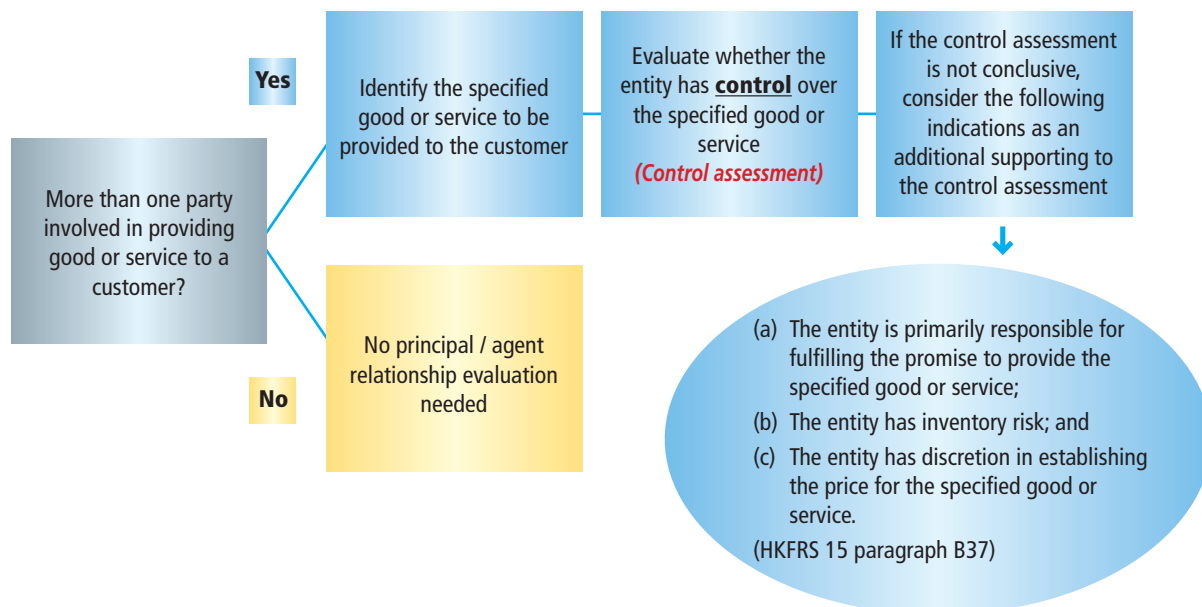 More than one party
involved in providing
good or service to a
customer?
Yes
Identify the specified
good or service to be
provided to the customer
Evaluate whether the
entity has control over
the specified good or
service
(Control assessment)
If the control assessment
is not conclusive,
consider the following
indications as an
additional supporting to
the control assessment
No
No principal / agent
relationship evaluation
needed
(a) The entity is primarily responsible for
fulfilling the promise to provide the
specified good or service;
(b) The entity has inventory risk; and
(c) The entity has discretion in establishing
the price for the specified good or
service.
(HKFRS 15 paragraph B37)